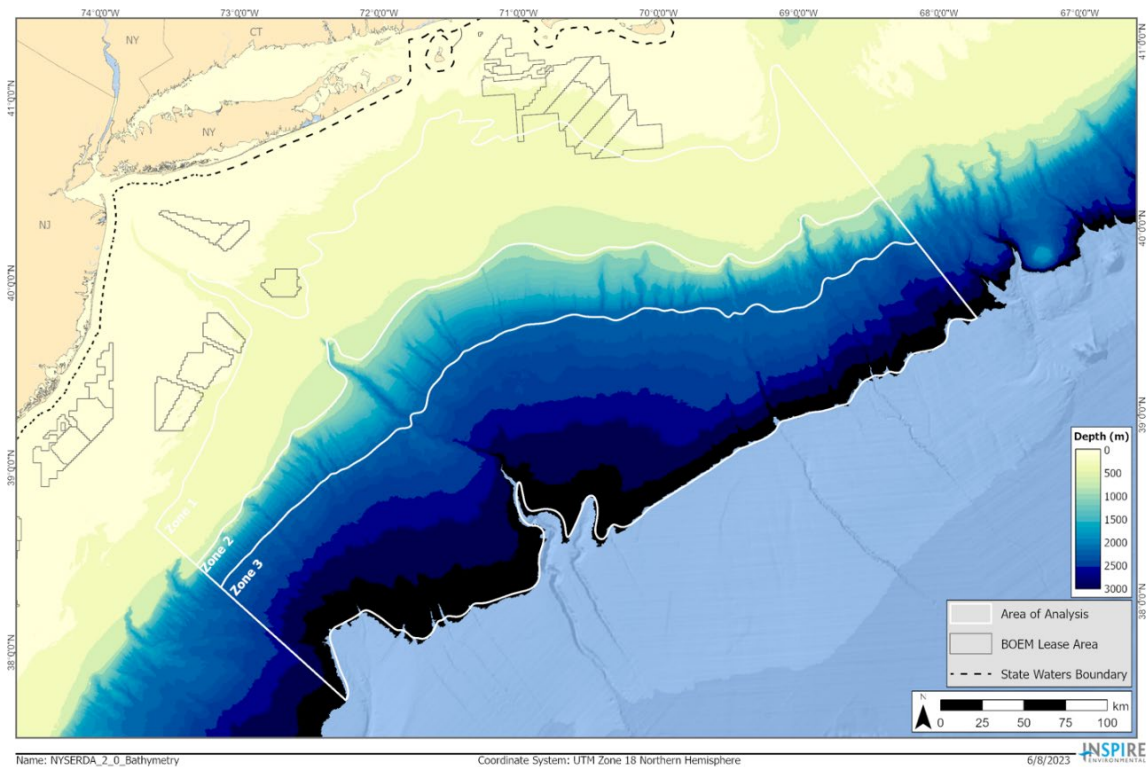 74°0'0"W 73°0'0"W 72°0'0"W 71°0'0"W 70°0'0"W 69°0'0"W 68°0'0"W 67°0'0"W
NY
CT
NY
NJ
41°0'0"N
40°0'0"N
39°0'0"N
38°0'0"N
41°0'0"N
40°0'0"N
39°0'0"N
38°0'0"N
Zone 1
Zone 2
Zone 3
Depth (m)
0
500
1000
1500
2000
2500
3000
Area of Analysis
BOEM Lease Area
State Waters Boundary
N
km
0 25 50 75 100
Name: NYSERDA_2_0_Bathymetry
Coordinate System: UTM Zone 18 Northern Hemisphere
6/8/2023
INSPIRE
ENVIRONMENTAL